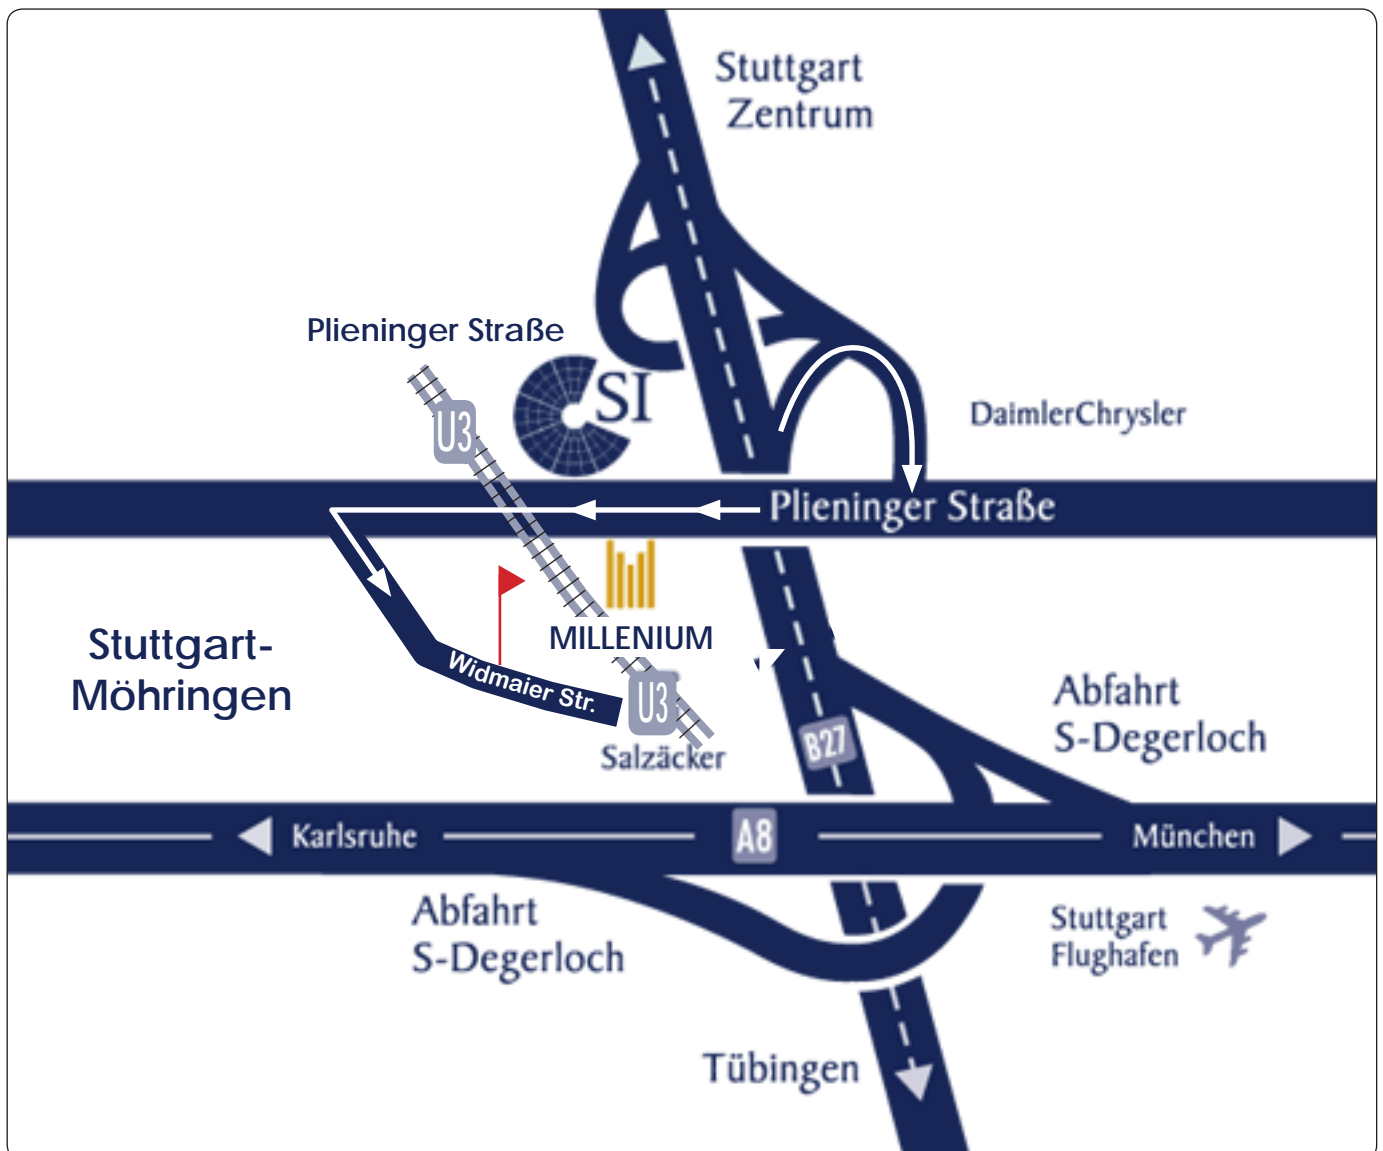 Stuttgart
Zentrum
Plieninger Straße
SI
U3
DaimlerChrysler
Plieninger Straße
MILLENIUM
Stuttgart-
Möhringen
Widmaier Str.
U3
Salzäcker
B27
Abfahrt
S-Degerloch
Karlsruhe
A8
München
Abfahrt
S-Degerloch
Stuttgart
Flughafen
Tübingen